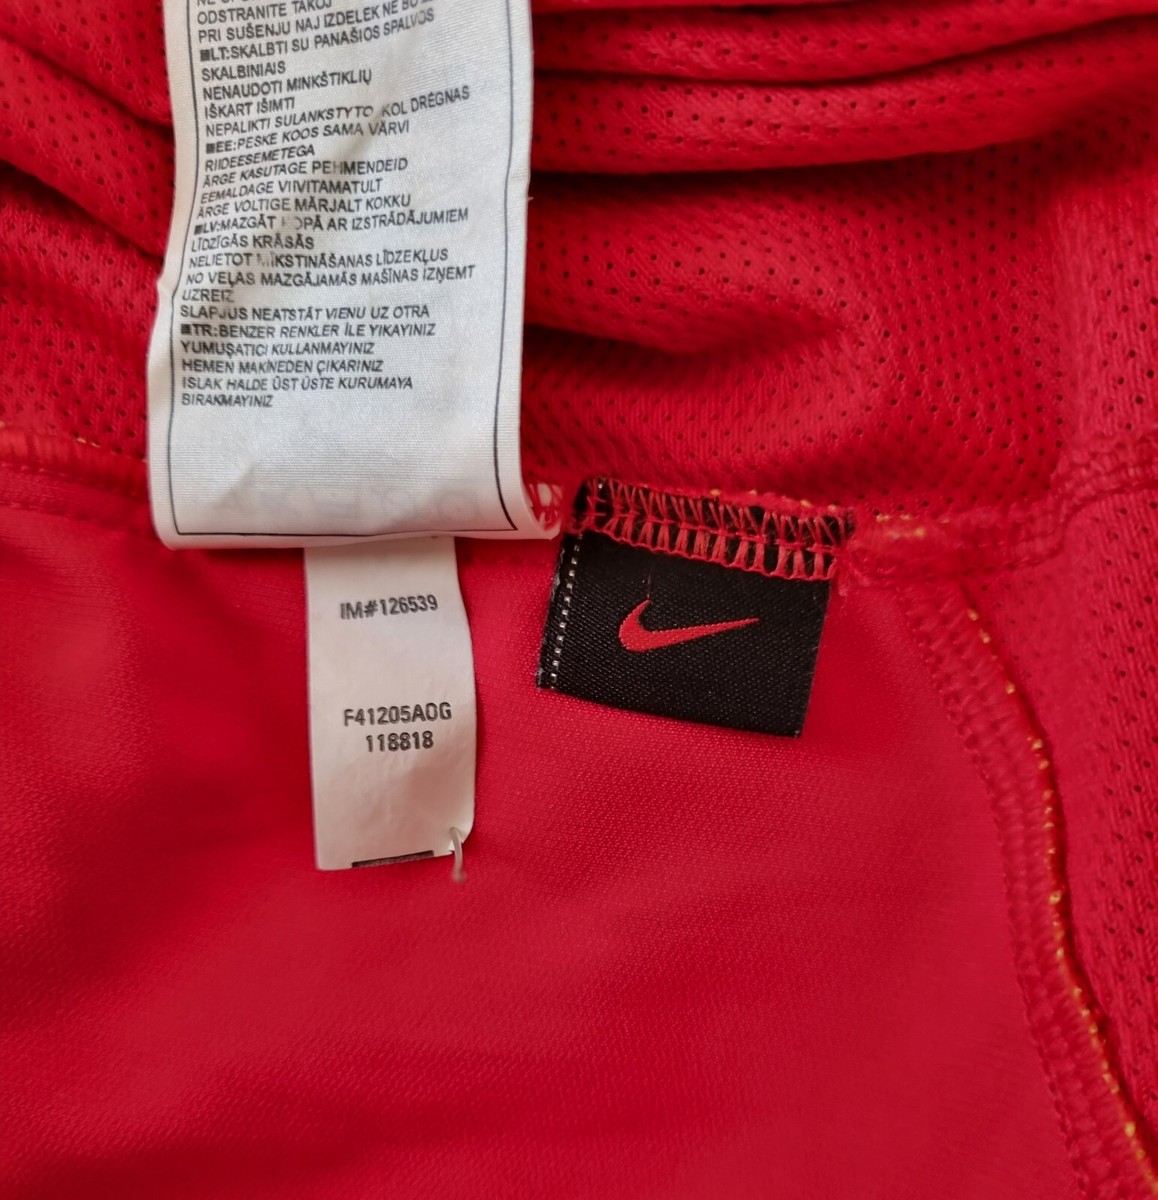 ODSTRANITE TAKOJ
PRI SUŠENJU NAJ IZDELEK NE
■LT:SKALBTI SU PANAŠIOS SPALVOS
SKALBINIAIS
NENAUDOTI MINKŠTIKLIŲ
IŠKART IŠIMTI
NEPALIKTI SULANKSTYTO KOL DRĖGNAS
■EE:PESKE KOOS SAMA VÄRVI
RIIDEESEMETEGA
ÄRGE KASUTAGE PEHMENDEID
EEMALDAGE VIIVITAMATULT
ÄRGE VOLTIGE MÄRJALT KOKKU
■LV:MAZGĀT KOPĀ AR IZSTRĀDĀJUMIEM
LĪDZĪGĀS KRĀSĀS
NELIETOT MĪKSTINĀŠANAS LĪDZEKĻUS
NO VEĻAS MAZGĀJAMĀS MAŠĪNAS IZŅEMT
UZREIZ
SLAPJUS NEATSTĀT VIENU UZ OTRA
■TR:BENZER RENKLER İLE YIKAYINIZ
YUMUŞATICI KULLANMAYINIZ
HEMEN MAKİNEDEN ÇIKARINIZ
ISLAK HALDE ÜST ÜSTE KURUMAYA
BIRAKMAYINIZ
IM#126539
F41205AOG
118818